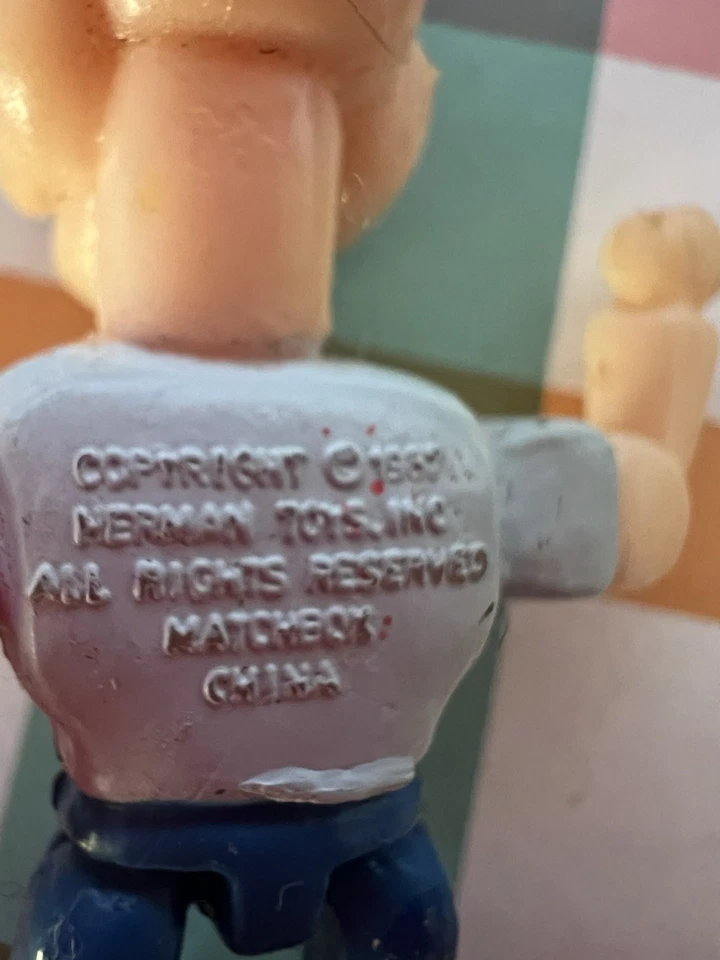 COPYRIGHT ©
HERMAN TOYS, INC.
ALL RIGHTS RESERVED
MATCHBOX
CHINA